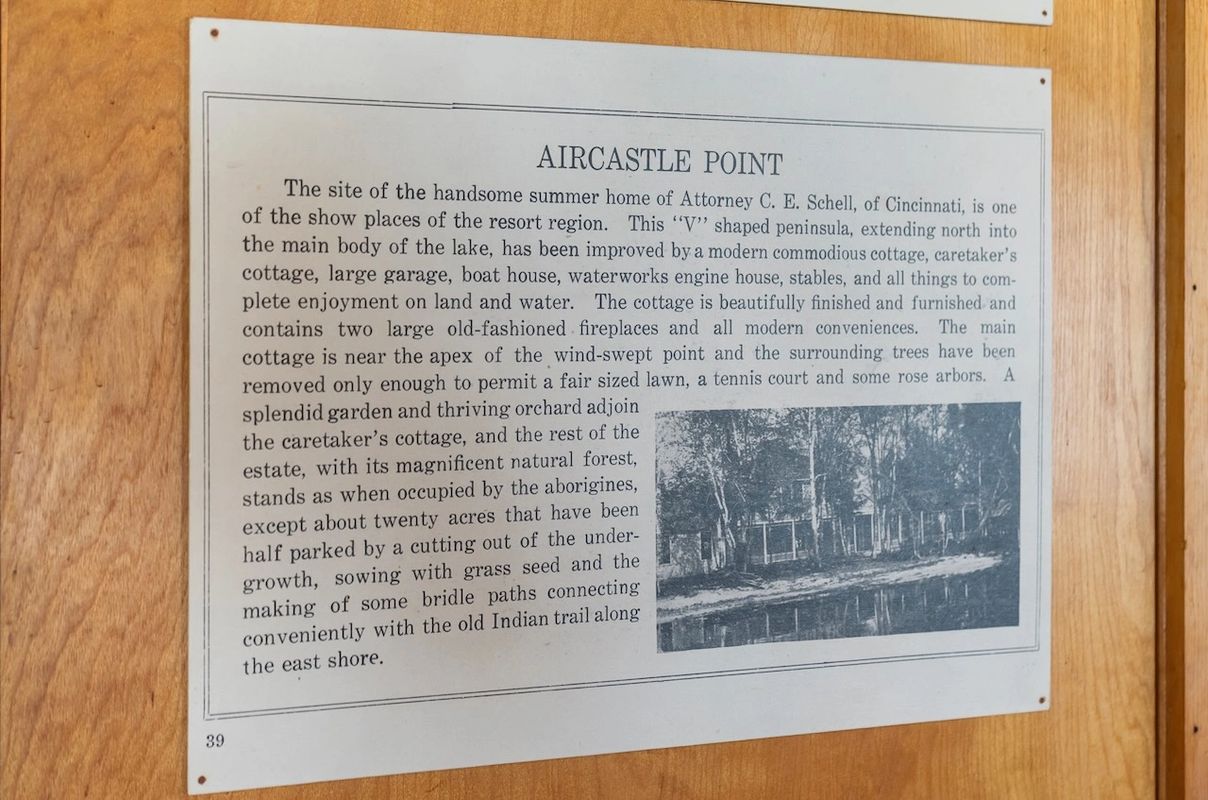 AIRCASTLE POINT
The site of the handsome summer home of Attorney C. E. Schell, of Cincinnati, is one
of the show places of the resort region. This “V” shaped peninsula, extending north into
the main body of the lake, has been improved by a modern commodious cottage, caretaker’s
cottage, large garage, boat house, waterworks engine house, stables, and all things to com-
plete enjoyment on land and water. The cottage is beautifully finished and furnished and
contains two large old-fashioned fireplaces and all modern conveniences. The main
cottage is near the apex of the wind-swept point and the surrounding trees have been
removed only enough to permit a fair sized lawn, a tennis court and some rose arbors. A
splendid garden and thriving orchard adjoin
the caretaker’s cottage, and the rest of the
estate, with its magnificent natural forest,
stands as when occupied by the aborigines,
except about twenty acres that have been
half parked by a cutting out of the under-
growth, sowing with grass seed and the
making of some bridle paths connecting
conveniently with the old Indian trail along
the east shore.
39